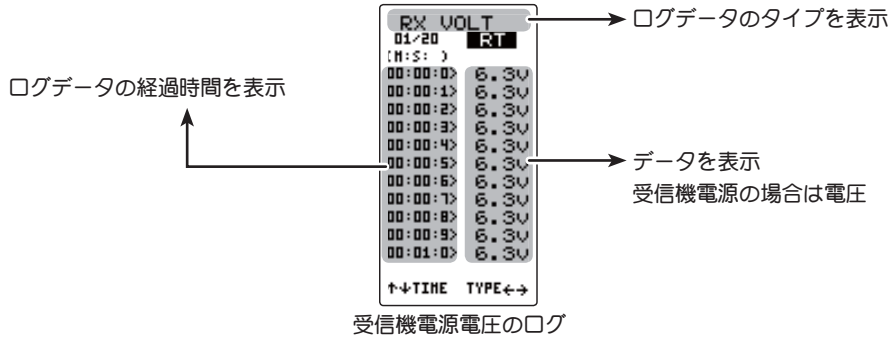 RX VOLT
01/20 RT
(M:S: )
00:00:0> 6.3V
00:00:1> 6.3V
00:00:2> 6.3V
00:00:3> 6.3V
00:00:4> 6.3V
00:00:5> 6.3V
00:00:6> 6.3V
00:00:7> 6.3V
00:00:8> 6.3V
00:00:9> 6.3V
00:01:0> 6.3V
↑↓TIME TYPE←→
ログデータのタイプを表示
ログデータの経過時間を表示
データを表示
受信機電源の場合は電圧
受信機電源電圧のログ